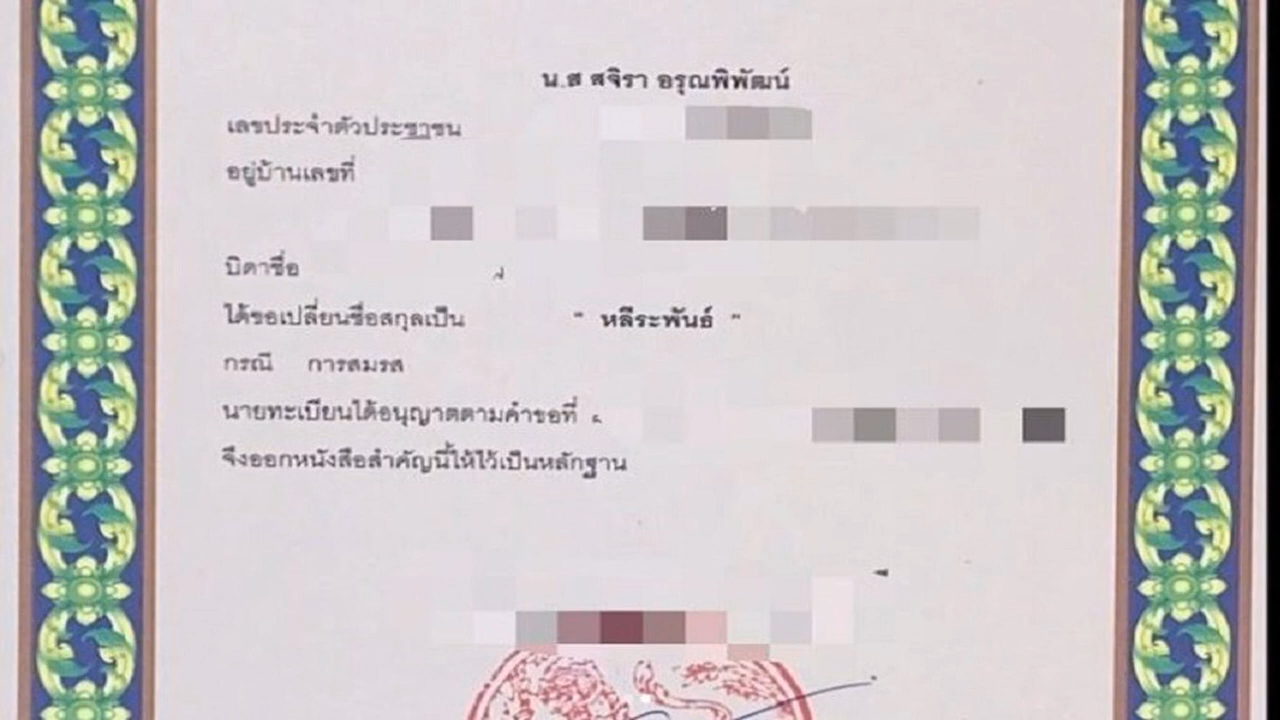 น.ส สจิรา อรุณพิพัฒน์
เลขประจำตัวประชาชน
อยู่บ้านเลขที่
บิดาชื่อ
ได้ขอเปลี่ยนชื่อสกุลเป็น " หลีระพันธ์ "
กรณี การสมรส
นายทะเบียนได้อนุญาตตามคำขอที่
จึงออกหนังสือสำคัญนี้ให้ไว้เป็นหลักฐาน